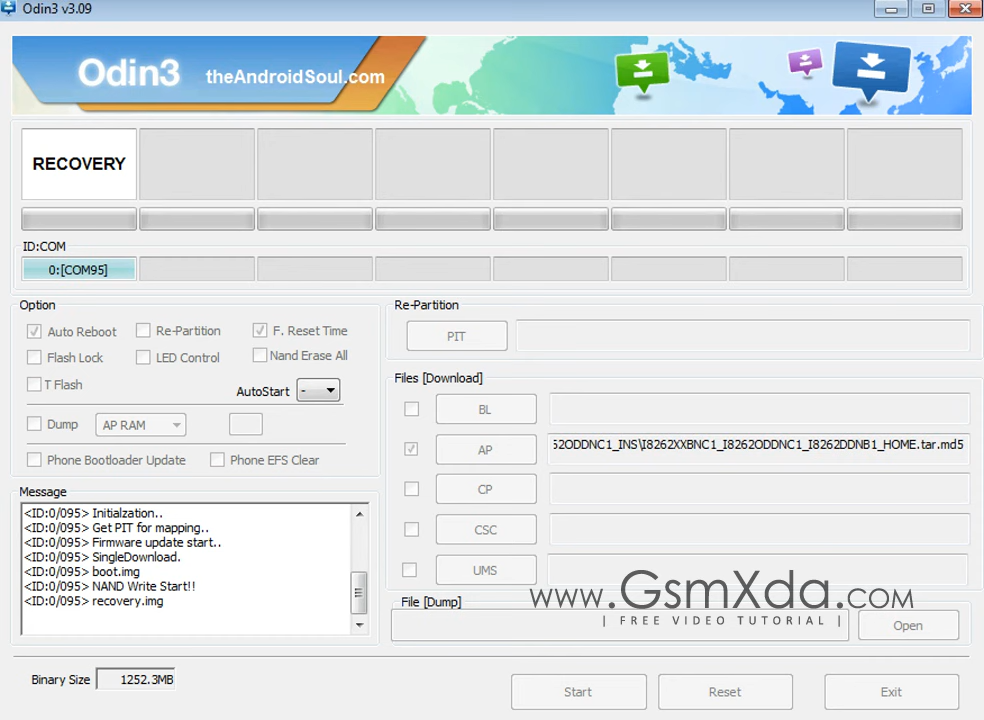 Odin3 v3.09
Odin3 theAndroidSoul.com
RECOVERY
ID:COM
0:[COM95]
Option
Auto Reboot Re-Partition F. Reset Time
Flash Lock LED Control Nand Erase All
T Flash
AutoStart -
Dump AP RAM
Phone Bootloader Update Phone EFS Clear
Message
<ID:0/095> Initialzation..
<ID:0/095> Get PIT for mapping..
<ID:0/095> Firmware update start..
<ID:0/095> SingleDownload.
<ID:0/095> boot.img
<ID:0/095> NAND Write Start!!
<ID:0/095> recovery.img
Re-Partition
PIT
Files [Download]
BL
AP 52ODDNC1_INS\I8262XXBNC1_I8262ODDNC1_I8262DDNB1_HOME.tar.md5
CP
CSC
UMS
www.GsmXda.com
| FREE VIDEO TUTORIAL |
File [Dump]
Open
Binary Size 1252.3MB
Start Reset Exit